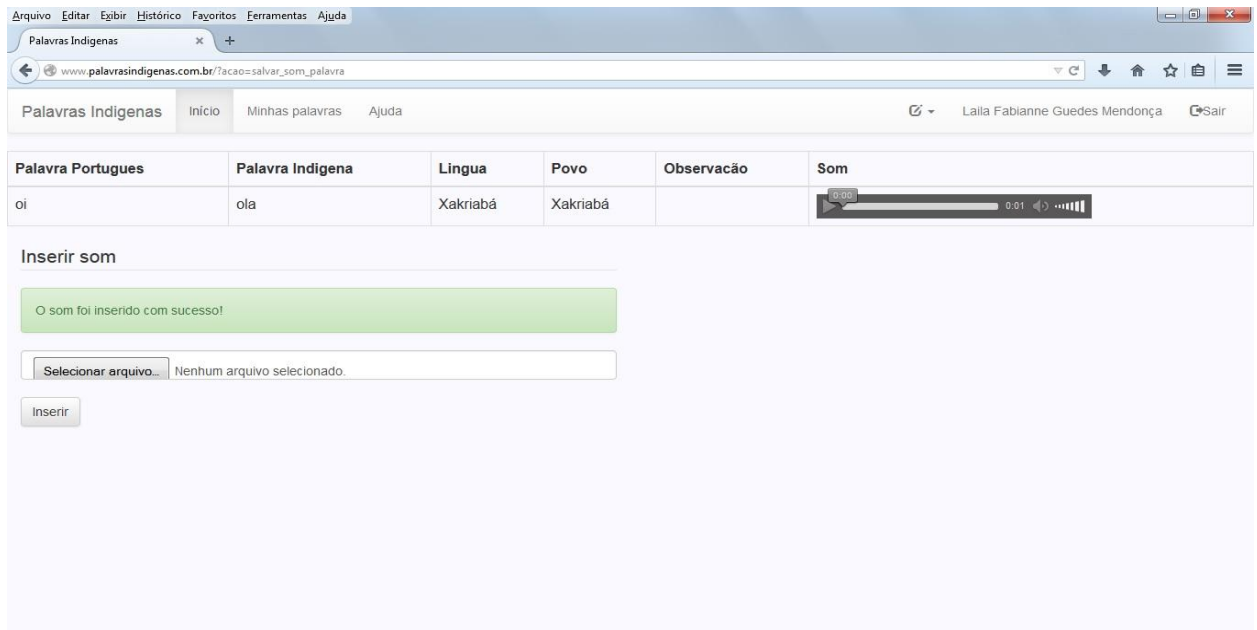 Arquivo Editar Exibir Histórico Favoritos Ferramentas Ajuda
Palavras Indigenas
www.palavrasindigenas.com.br/?acao=salvar_som_palavra
Palavras Indigenas Início Minhas palavras Ajuda Laila Fabianne Guedes Mendonça Sair
Palavra Portugues Palavra Indigena Lingua Povo Observacão Som
oi ola Xakriabá Xakriabá 0:00 0:01
Inserir som
O som foi inserido com sucesso!
Selecionar arquivo... Nenhum arquivo selecionado.
Inserir